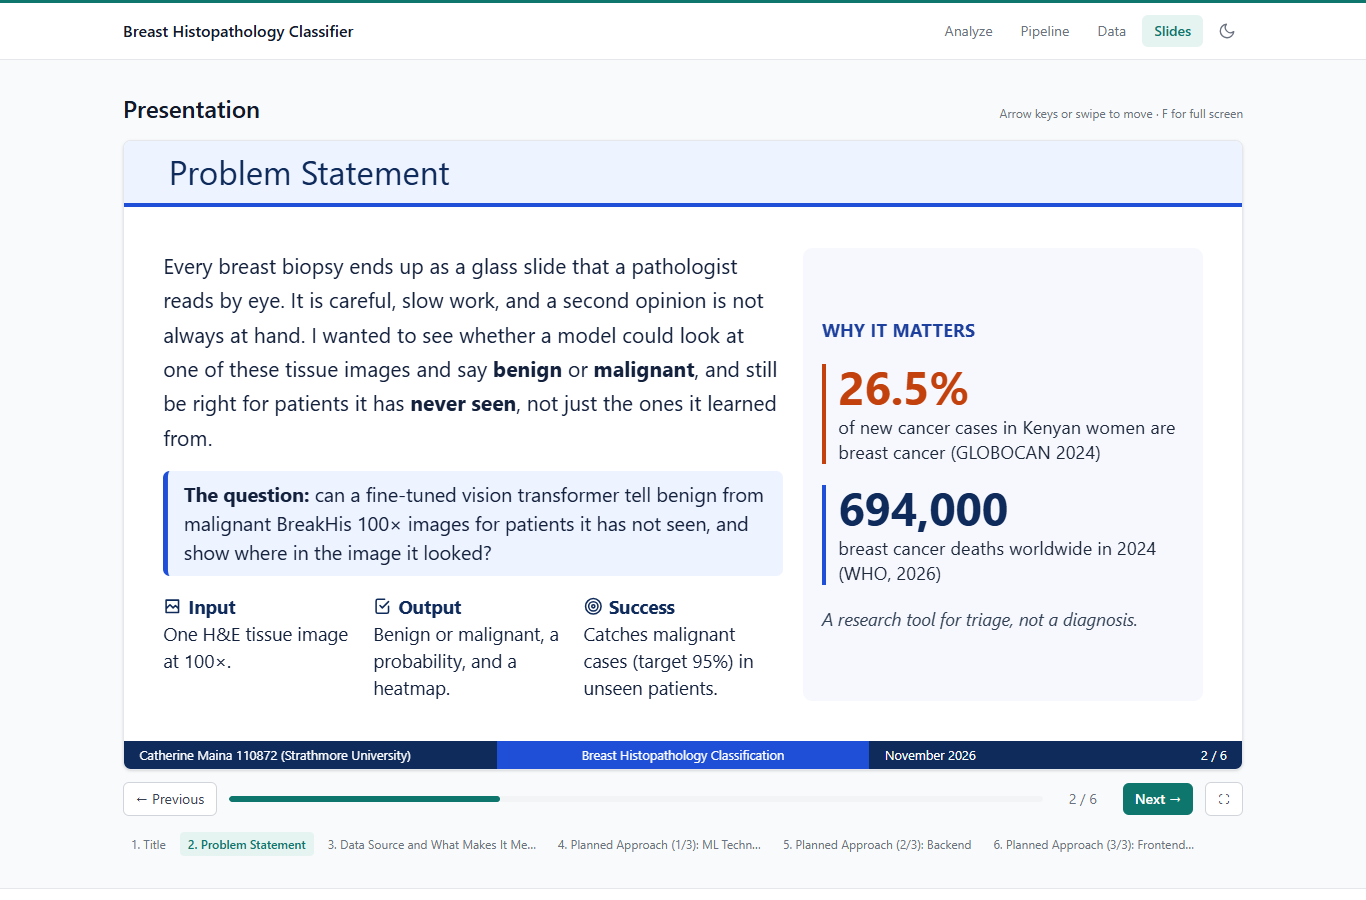 Breast Histopathology Classifier
Analyze
Pipeline
Data
Slides
Presentation
Arrow keys or swipe to move · F for full screen
Problem Statement
Every breast biopsy ends up as a glass slide that a pathologist
reads by eye. It is careful, slow work, and a second opinion is not
always at hand. I wanted to see whether a model could look at
one of these tissue images and say benign or malignant, and still
be right for patients it has never seen, not just the ones it learned
from.
The question: can a fine-tuned vision transformer tell benign from
malignant BreakHis 100× images for patients it has not seen, and
show where in the image it looked?
Input
One H&E tissue image
at 100×.
Output
Benign or malignant, a
probability, and a
heatmap.
Success
Catches malignant
cases (target 95%) in
unseen patients.
WHY IT MATTERS
26.5%
of new cancer cases in Kenyan women are
breast cancer (GLOBOCAN 2024)
694,000
breast cancer deaths worldwide in 2024
(WHO, 2026)
A research tool for triage, not a diagnosis.
Catherine Maina 110872 (Strathmore University)
Breast Histopathology Classification
November 2026
2 / 6
← Previous
2 / 6
Next →
1. Title
2. Problem Statement
3. Data Source and What Makes It Me...
4. Planned Approach (1/3): ML Techn...
5. Planned Approach (2/3): Backend
6. Planned Approach (3/3): Frontend...